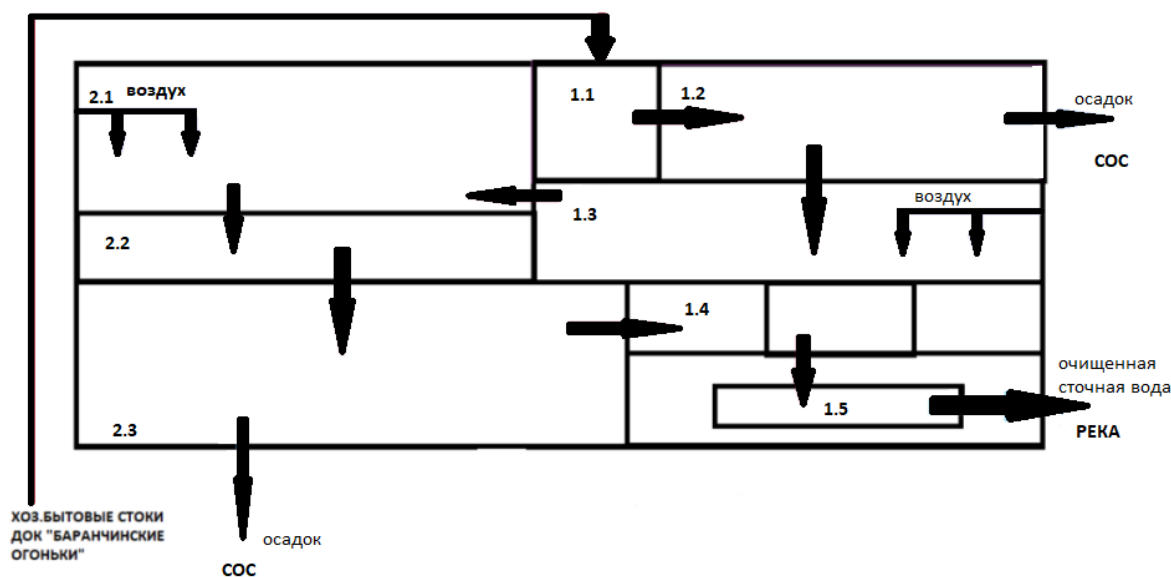 2.1
воздух
1.1
1.2
осадок
СОС
1.3
воздух
2.2
1.4
очищенная
сточная вода
РЕКА
1.5
2.3
ХОЗ.БЫТОВЫЕ СТОКИ
ДОК "БАРАНЧИНСКИЕ
ОГОНЬКИ"
осадок
СОС